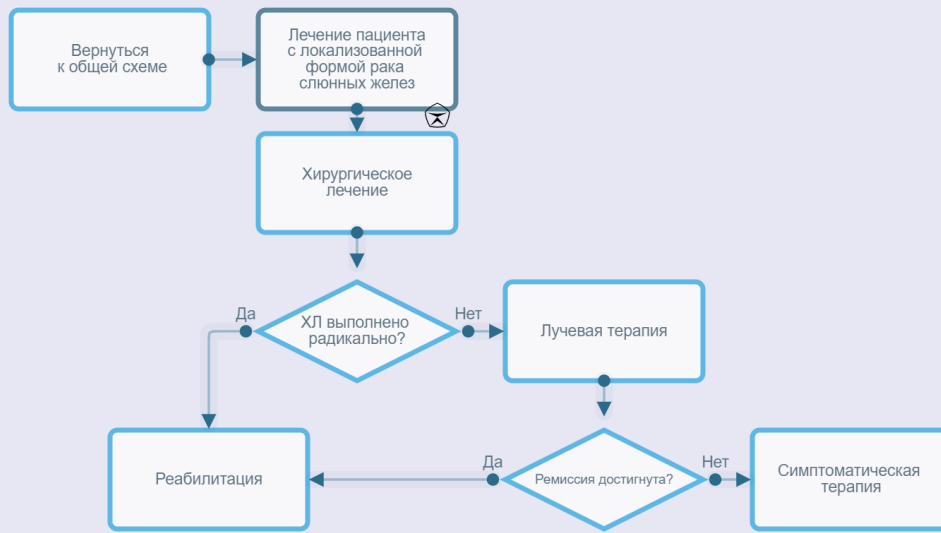 Вернуться
к общей схеме
Лечение пациента
с локализованной
формой рака
слюнных желез
Хирургическое
лечение
Да
ХЛ выполнено
радикально?
Нет
Лучевая терапия
Реабилитация
Да
Ремиссия достигнута?
Нет
Симптоматическая
терапия